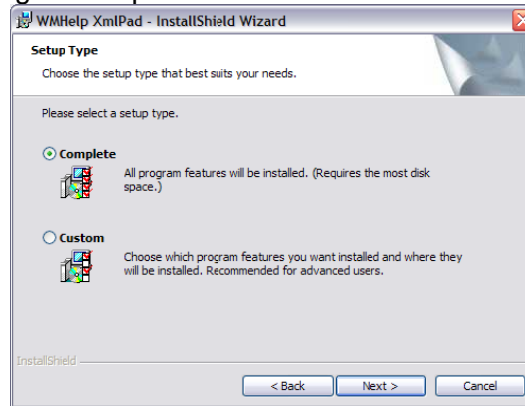 WMHelp XmlPad - InstallShield Wizard
Setup Type
Choose the setup type that best suits your needs.
Please select a setup type.
Complete
All program features will be installed. (Requires the most disk
space.)
Custom
Choose which program features you want installed and where they
will be installed. Recommended for advanced users.
InstallShield
< Back Next > Cancel